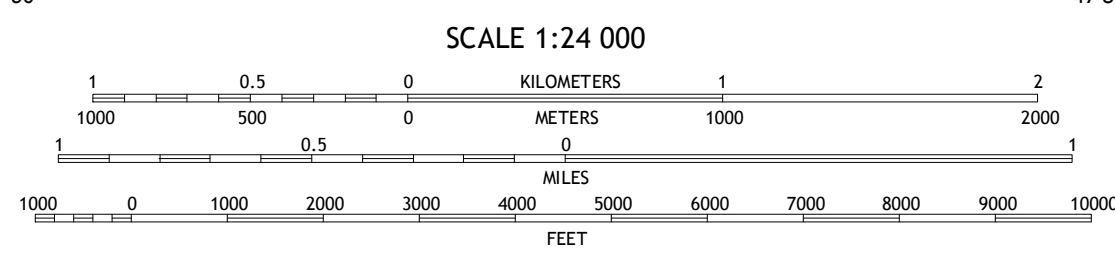 SCALE 1:24 000
1 0.5 0 KILOMETERS 1 2
1000 500 0 METERS 1000 2000
1 0.5 0 1
MILES
1000 0 1000 2000 3000 4000 5000 6000 7000 8000 9000 10000
FEET